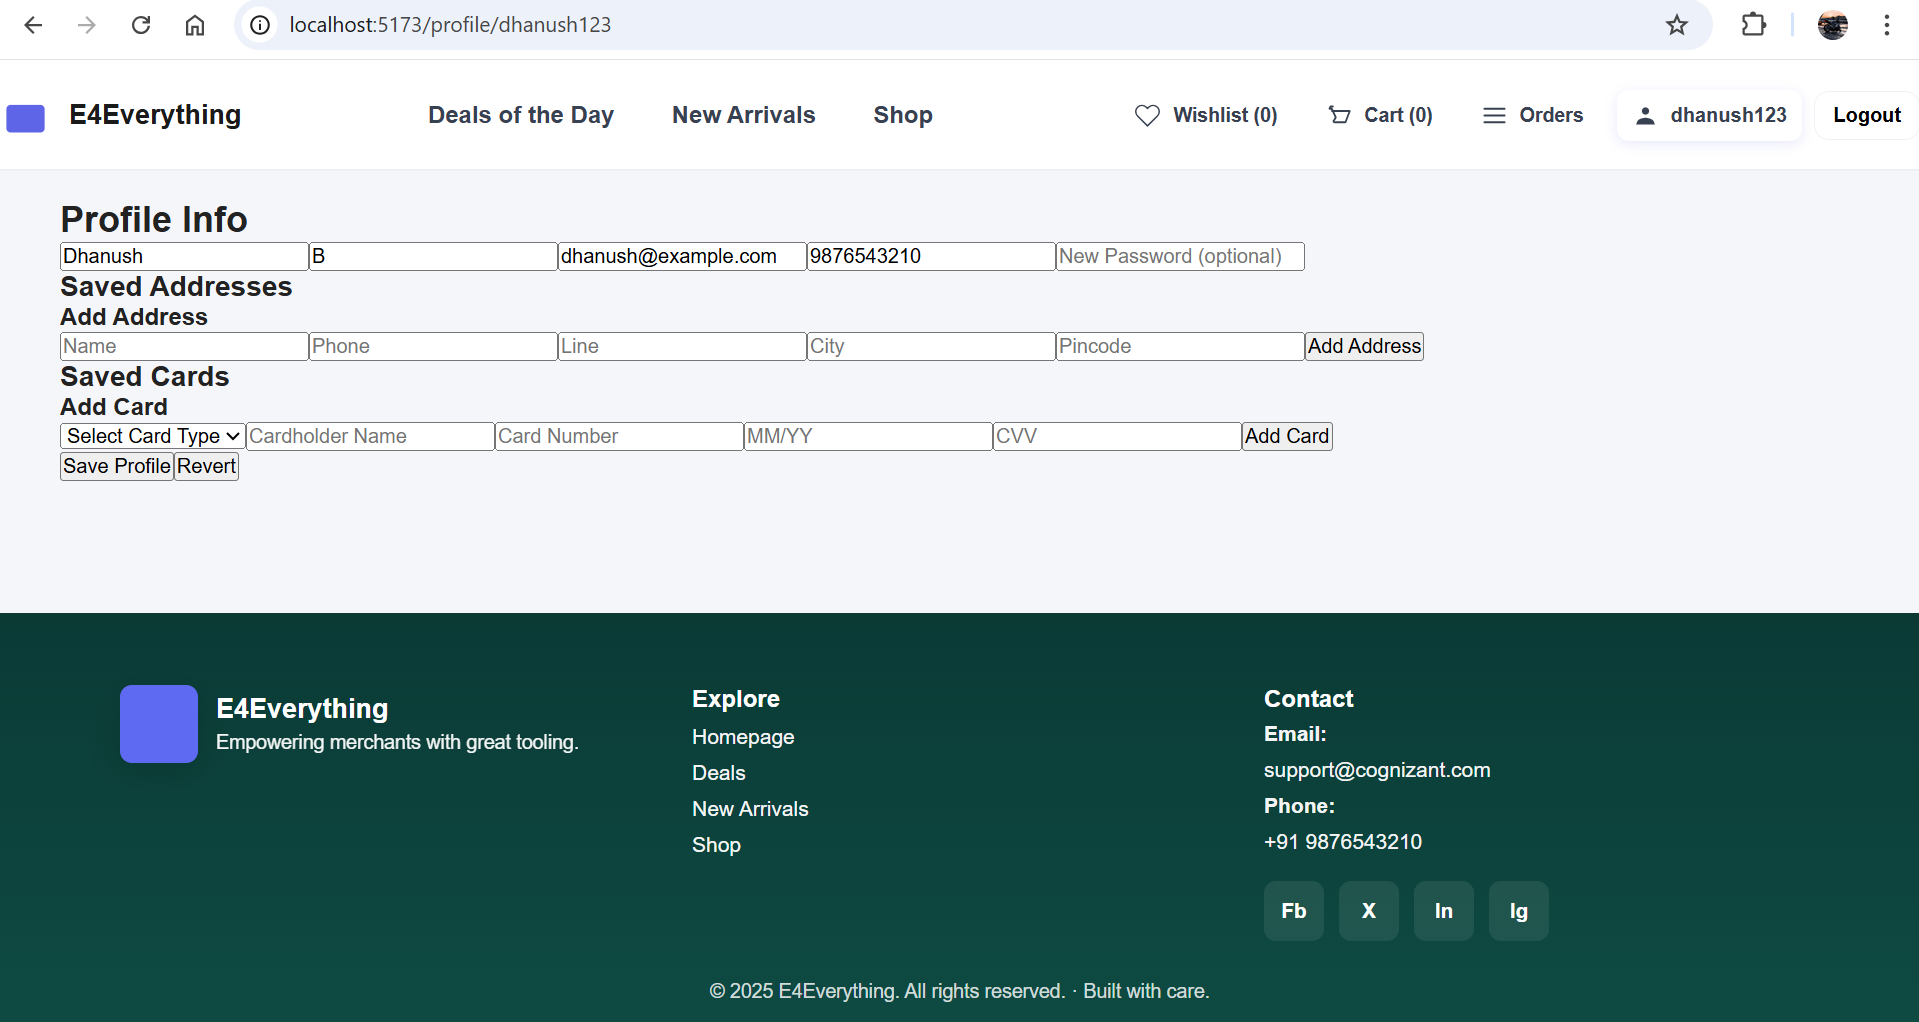 localhost:5173/profile/dhanush123
E4Everything Deals of the Day New Arrivals Shop Wishlist (0) Cart (0) Orders dhanush123 Logout
Profile Info
Dhanush B dhanush@example.com 9876543210 New Password (optional)
Saved Addresses
Add Address
Name Phone Line City Pincode Add Address
Saved Cards
Add Card
Select Card Type Cardholder Name Card Number MM/YY CVV Add Card
Save Profile Revert
E4Everything
Empowering merchants with great tooling.
Explore
Homepage
Deals
New Arrivals
Shop
Contact
Email:
support@cognizant.com
Phone:
+91 9876543210
Fb X In Ig
© 2025 E4Everything. All rights reserved. · Built with care.